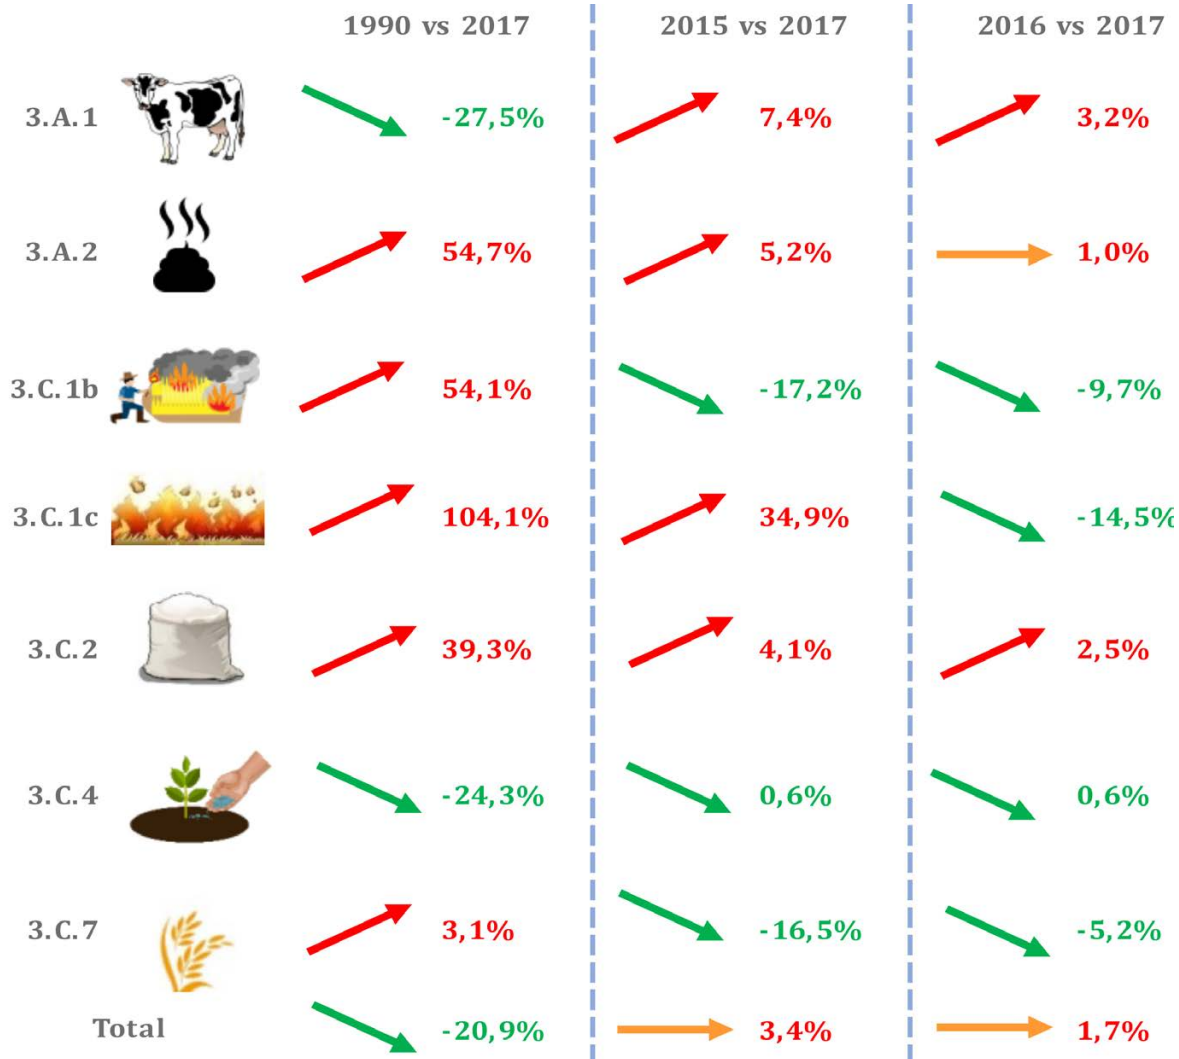 1990 vs 2017 2015 vs 2017 2016 vs 2017
3.A.1 -27,5% 7,4% 3,2%
3.A.2 54,7% 5,2% 1,0%
3.C.1b 54,1% -17,2% -9,7%
3.C.1c 104,1% 34,9% -14,5%
3.C.2 39,3% 4,1% 2,5%
3.C.4 -24,3% 0,6% 0,6%
3.C.7 3,1% -16,5% -5,2%
Total -20,9% 3,4% 1,7%